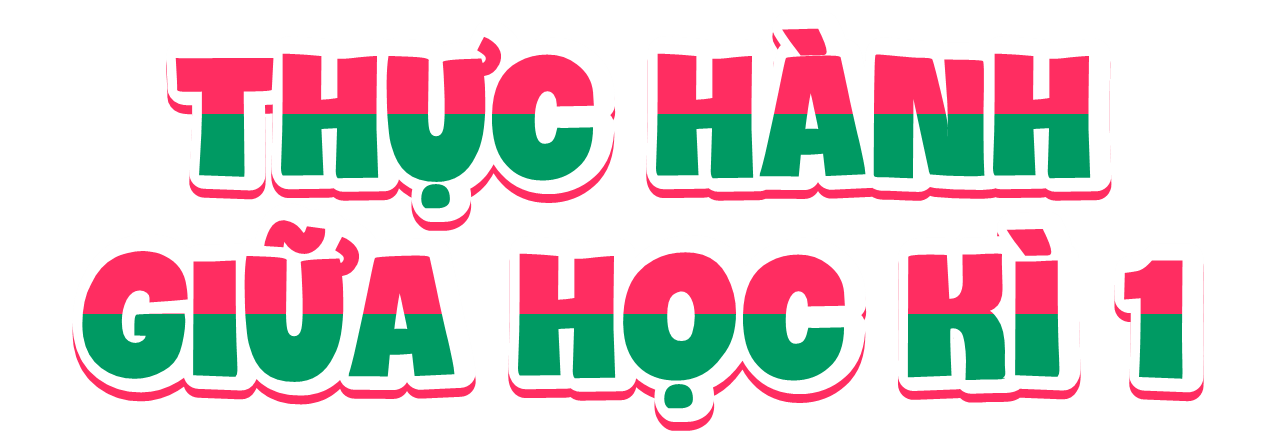 THỰC HÀNH
GIỮA HỌC KÌ 1